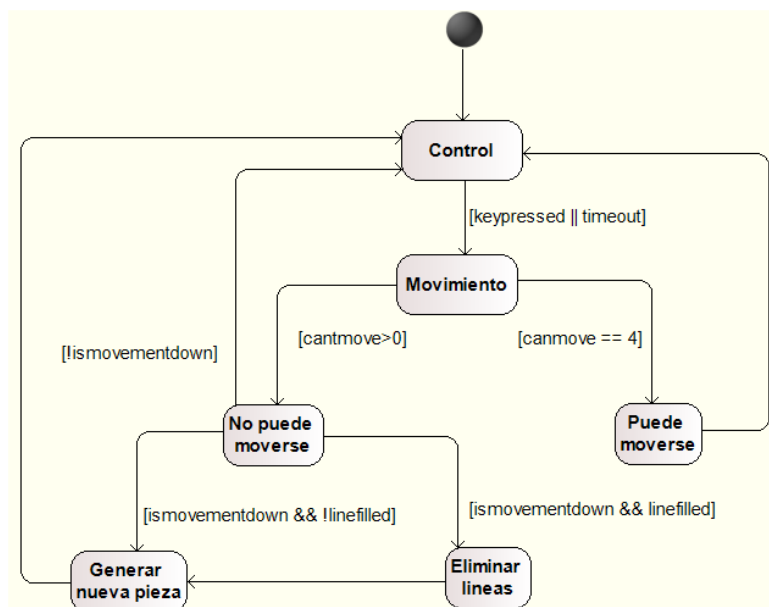 Control
[keypressed || timeout]
Movimiento
[!ismovementdown]
[cantmove>0]
[canmove == 4]
No puede
moverse
Puede
moverse
[ismovementdown && !linefilled]
[ismovementdown && linefilled]
Generar
nueva pieza
Eliminar
lineas